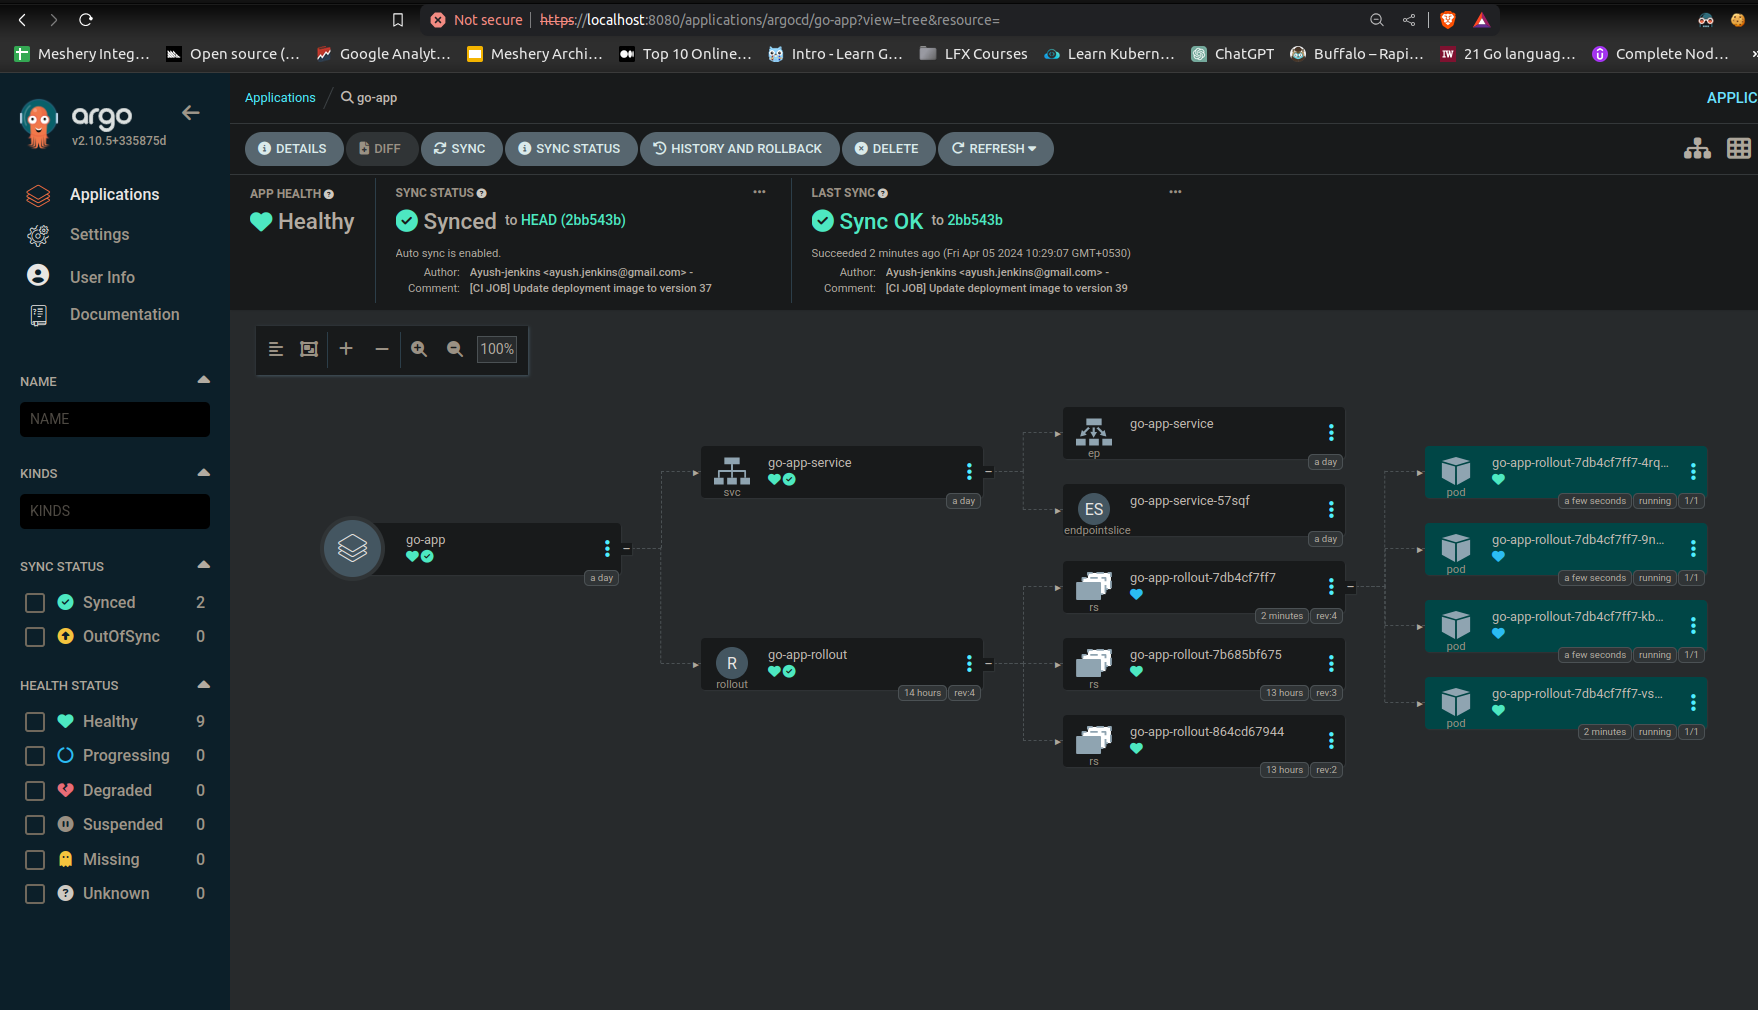 Not secure https://localhost:8080/applications/argocd/go-app?view=tree&resource=
Meshery Integ... Open source (... Google Analyt... Meshery Archi... Top 10 Online... Intro - Learn G... LFX Courses Learn Kubern... ChatGPT Buffalo – Rapi... IW 21 Go languag... Complete Nod... »
argo
v2.10.5+335875d
Applications
Settings
User Info
Documentation
NAME
NAME
KINDS
KINDS
SYNC STATUS
Synced 2
OutOfSync 0
HEALTH STATUS
Healthy 9
Progressing 0
Degraded 0
Suspended 0
Missing 0
Unknown 0
Applications / go-app
APPLIC
DETAILS DIFF SYNC SYNC STATUS HISTORY AND ROLLBACK DELETE REFRESH
APP HEALTH
Healthy
SYNC STATUS
Synced to HEAD (2bb543b)
Auto sync is enabled.
Author: Ayush-jenkins <ayush.jenkins@gmail.com> -
Comment: [CI JOB] Update deployment image to version 37
LAST SYNC
Sync OK to 2bb543b
Succeeded 2 minutes ago (Fri Apr 05 2024 10:29:07 GMT+0530)
Author: Ayush-jenkins <ayush.jenkins@gmail.com> -
Comment: [CI JOB] Update deployment image to version 39
100%
go-app
a day
go-app-service
svc
a day
R
go-app-rollout
rollout
14 hours rev:4
go-app-service
ep
a day
ES
go-app-service-57sqf
endpointslice
a day
go-app-rollout-7db4cf7ff7
rs
2 minutes rev:4
go-app-rollout-7b685bf675
rs
13 hours rev:3
go-app-rollout-864cd67944
rs
13 hours rev:2
go-app-rollout-7db4cf7ff7-4rq...
pod
a few seconds running 1/1
go-app-rollout-7db4cf7ff7-9n...
pod
a few seconds running 1/1
go-app-rollout-7db4cf7ff7-kb...
pod
a few seconds running 1/1
go-app-rollout-7db4cf7ff7-vs...
pod
2 minutes running 1/1